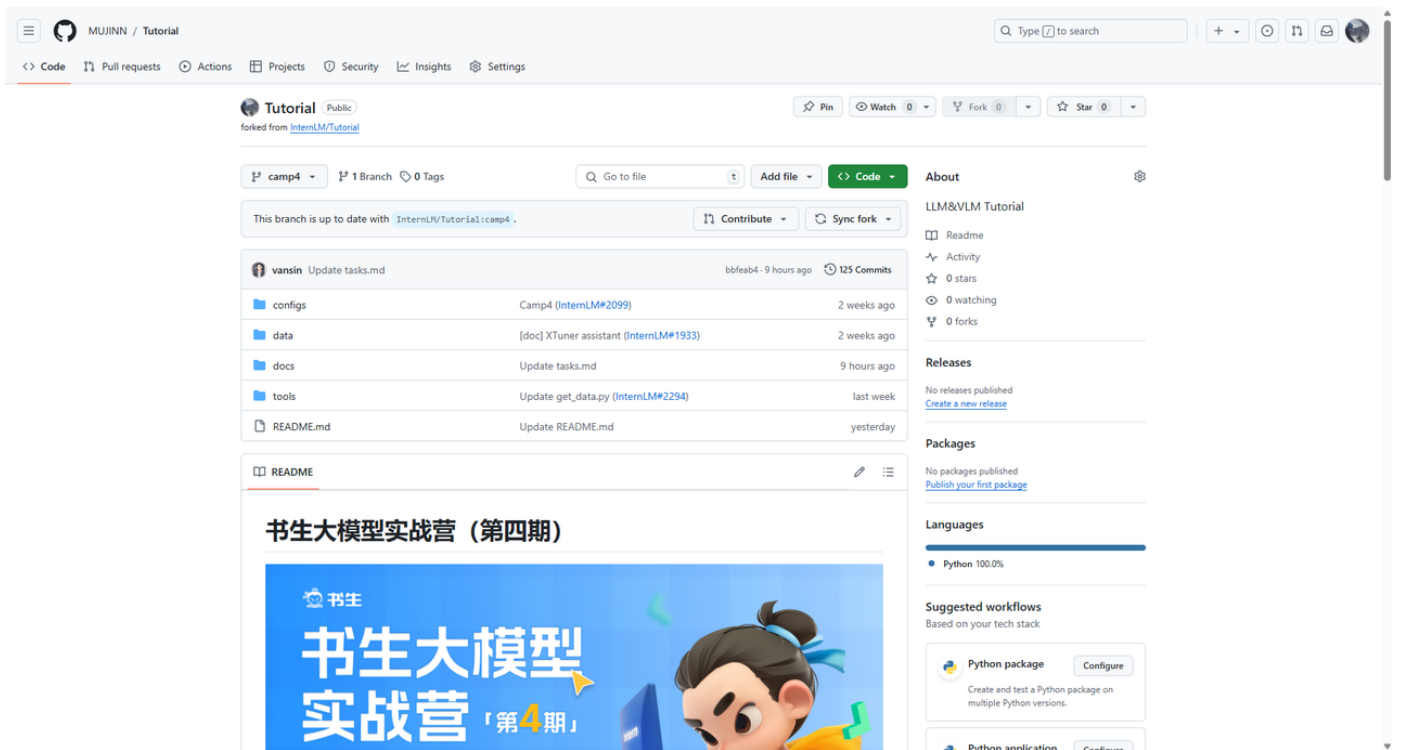 MUJINN / Tutorial
Type / to search
Code Pull requests Actions Projects Security Insights Settings
Tutorial Public
Pin Watch 0 Fork 0 Star 0
forked from InternLM/Tutorial
camp4 1 Branch 0 Tags Go to file t Add file Code
This branch is up to date with InternLM/Tutorial:camp4 . Contribute Sync fork
vansin Update tasks.md bbfeab4 · 9 hours ago 125 Commits
configs Camp4 (InternLM#2099) 2 weeks ago
data [doc] XTuner assistant (InternLM#1933) 2 weeks ago
docs Update tasks.md 9 hours ago
tools Update get_data.py (InternLM#2294) last week
README.md Update README.md yesterday
README
书生大模型实战营（第四期）
书生
书生大模型
实战营「第4期」
Intern
About
LLM&VLM Tutorial
Readme
Activity
0 stars
0 watching
0 forks
Releases
No releases published
Create a new release
Packages
No packages published
Publish your first package
Languages
Python 100.0%
Suggested workflows
Based on your tech stack
Python package Configure
Create and test a Python package on
multiple Python versions.
Python application Configure